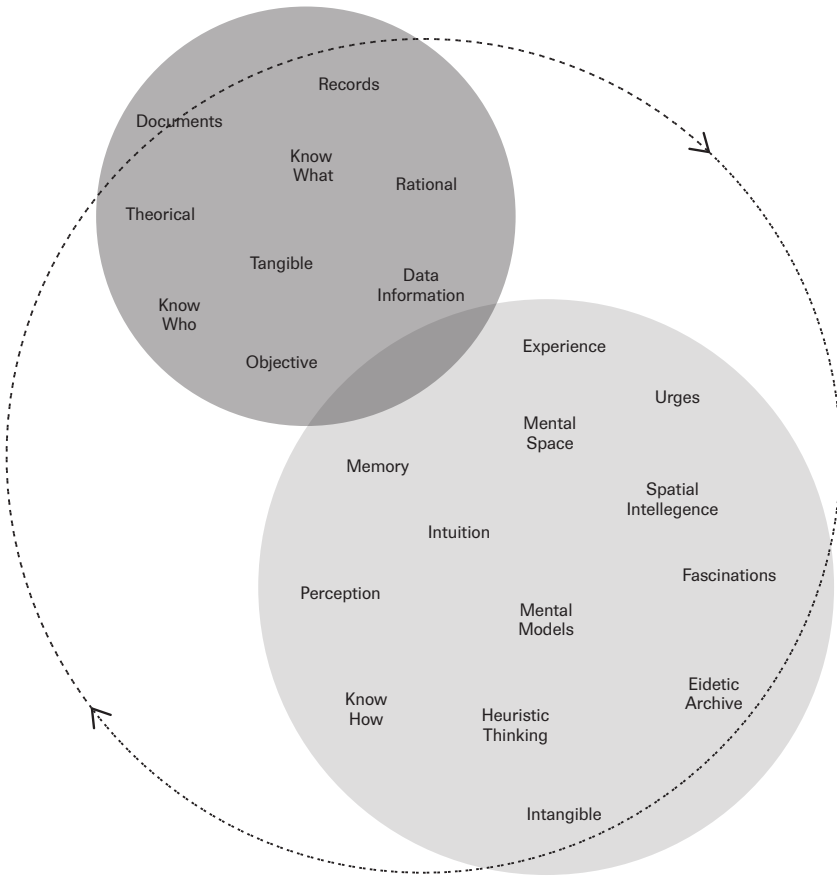 Records
Documents
Know
What
Rational
Theorical
Tangible
Data
Information
Know
Who
Objective
Experience
Urges
Mental
Space
Memory
Spatial
Intellegence
Intuition
Fascinations
Perception
Mental
Models
Eidetic
Archive
Know
How
Heuristic
Thinking
Intangible